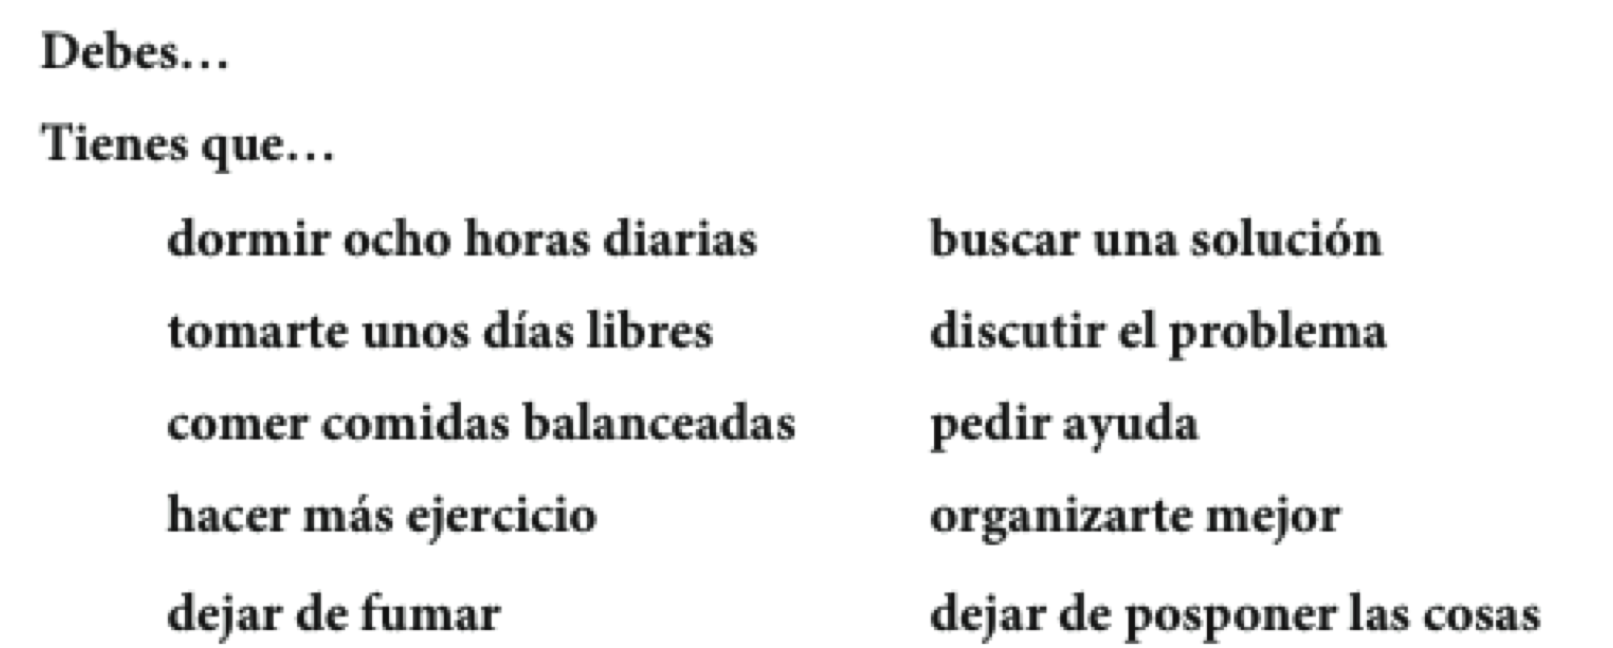 Debes…
Tienes que…
dormir ocho horas diarias
tomarte unos días libres
comer comidas balanceadas
hacer más ejercicio
dejar de fumar
buscar una solución
discutir el problema
pedir ayuda
organizarte mejor
dejar de posponer las cosas